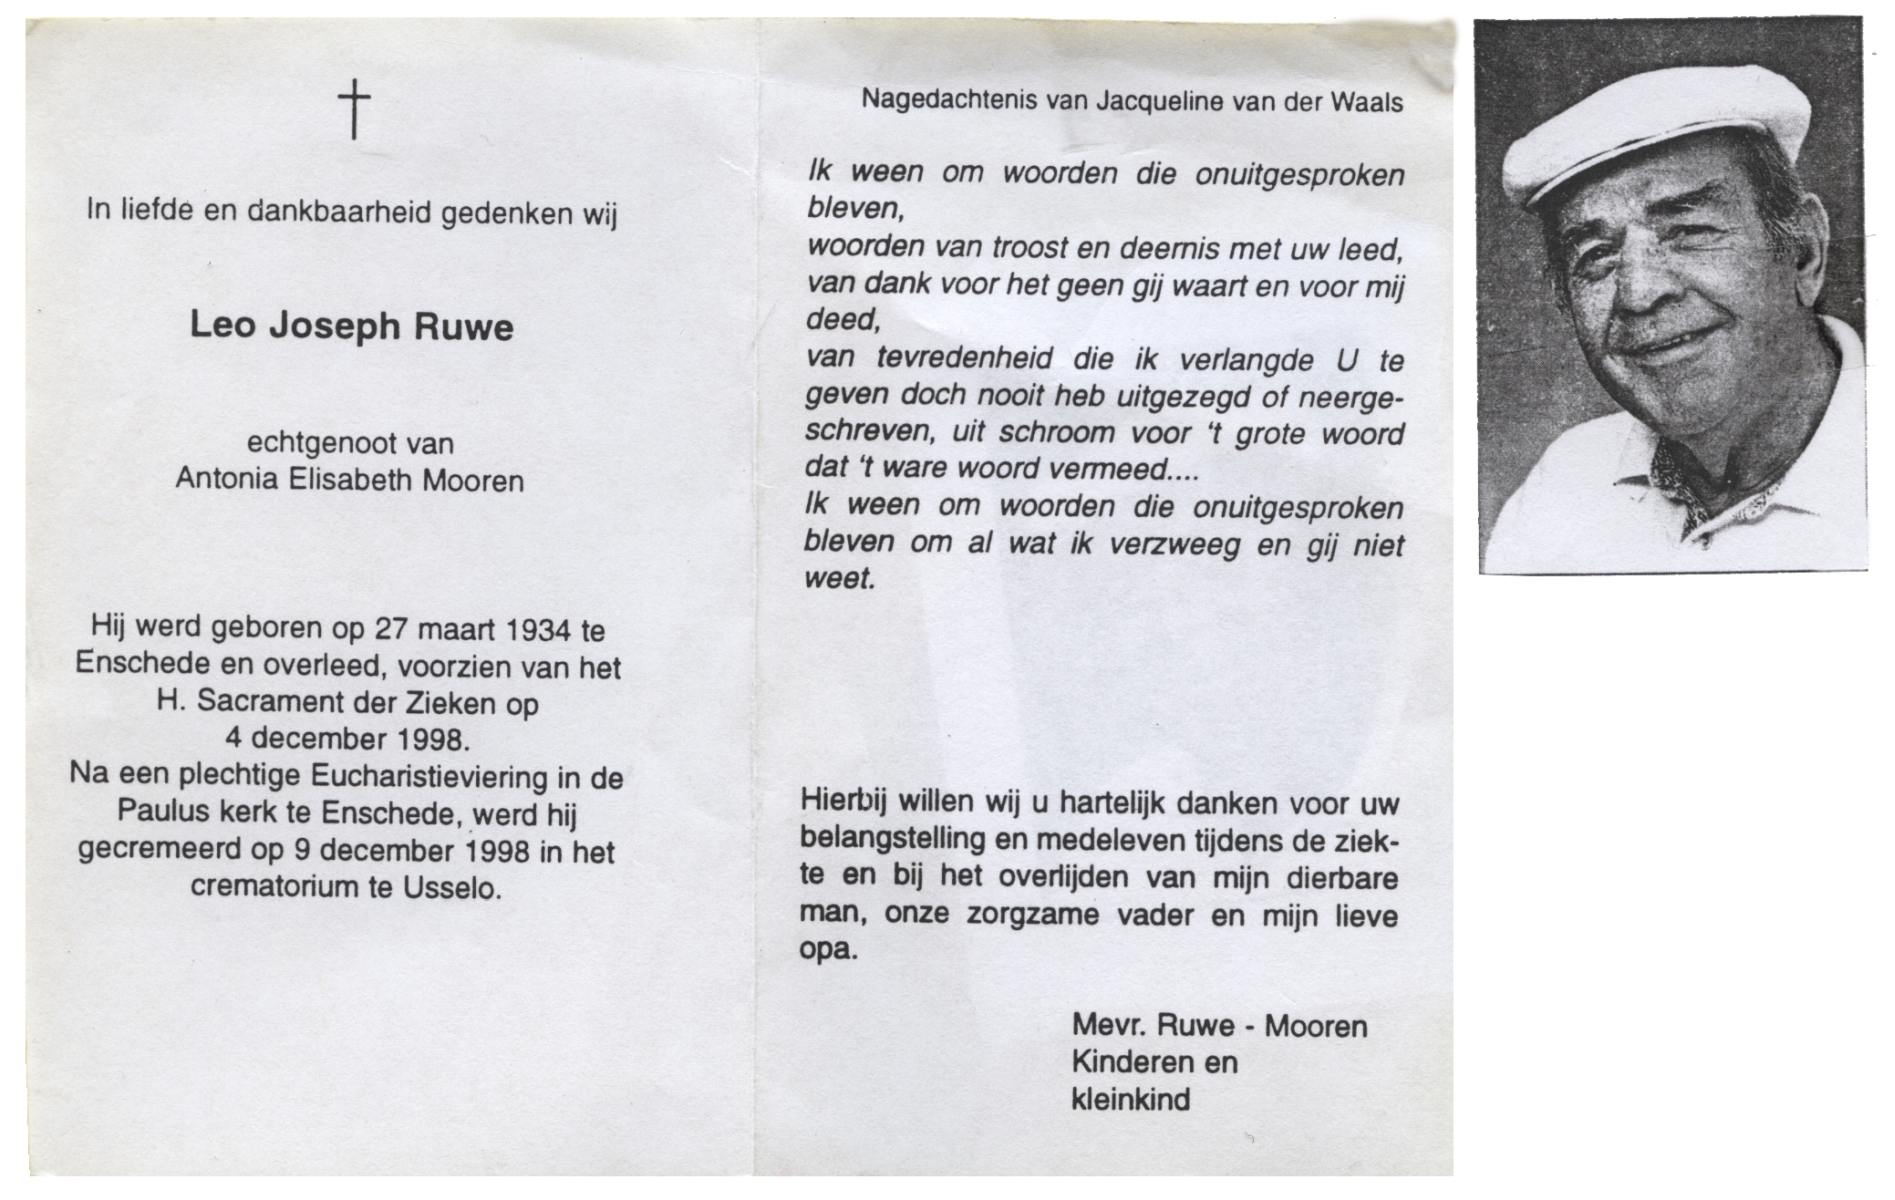 In liefde en dankbaarheid gedenken wij
Leo Joseph Ruwe
echtgenoot van
Antonia Elisabeth Mooren
Hij werd geboren op 27 maart 1934 te
Enschede en overleed, voorzien van het
H. Sacrament der Zieken op
4 december 1998.
Na een plechtige Eucharistieviering in de
Paulus kerk te Enschede, werd hij
gecremeerd op 9 december 1998 in het
crematorium te Usselo.
Nagedachtenis van Jacqueline van der Waals
Ik ween om woorden die onuitgesproken
bleven,
woorden van troost en deernis met uw leed,
van dank voor het geen gij waart en voor mij
deed,
van tevredenheid die ik verlangde U te
geven doch nooit heb uitgezegd of neerge-
schreven, uit schroom voor ‘t grote woord
dat ‘t ware woord vermeed....
Ik ween om woorden die onuitgesproken
bleven om al wat ik verzweeg en gij niet
weet.
Hierbij willen wij u hartelijk danken voor uw
belangstelling en medeleven tijdens de ziek-
te en bij het overlijden van mijn dierbare
man, onze zorgzame vader en mijn lieve
opa.
Mevr. Ruwe - Mooren
Kinderen en
kleinkind